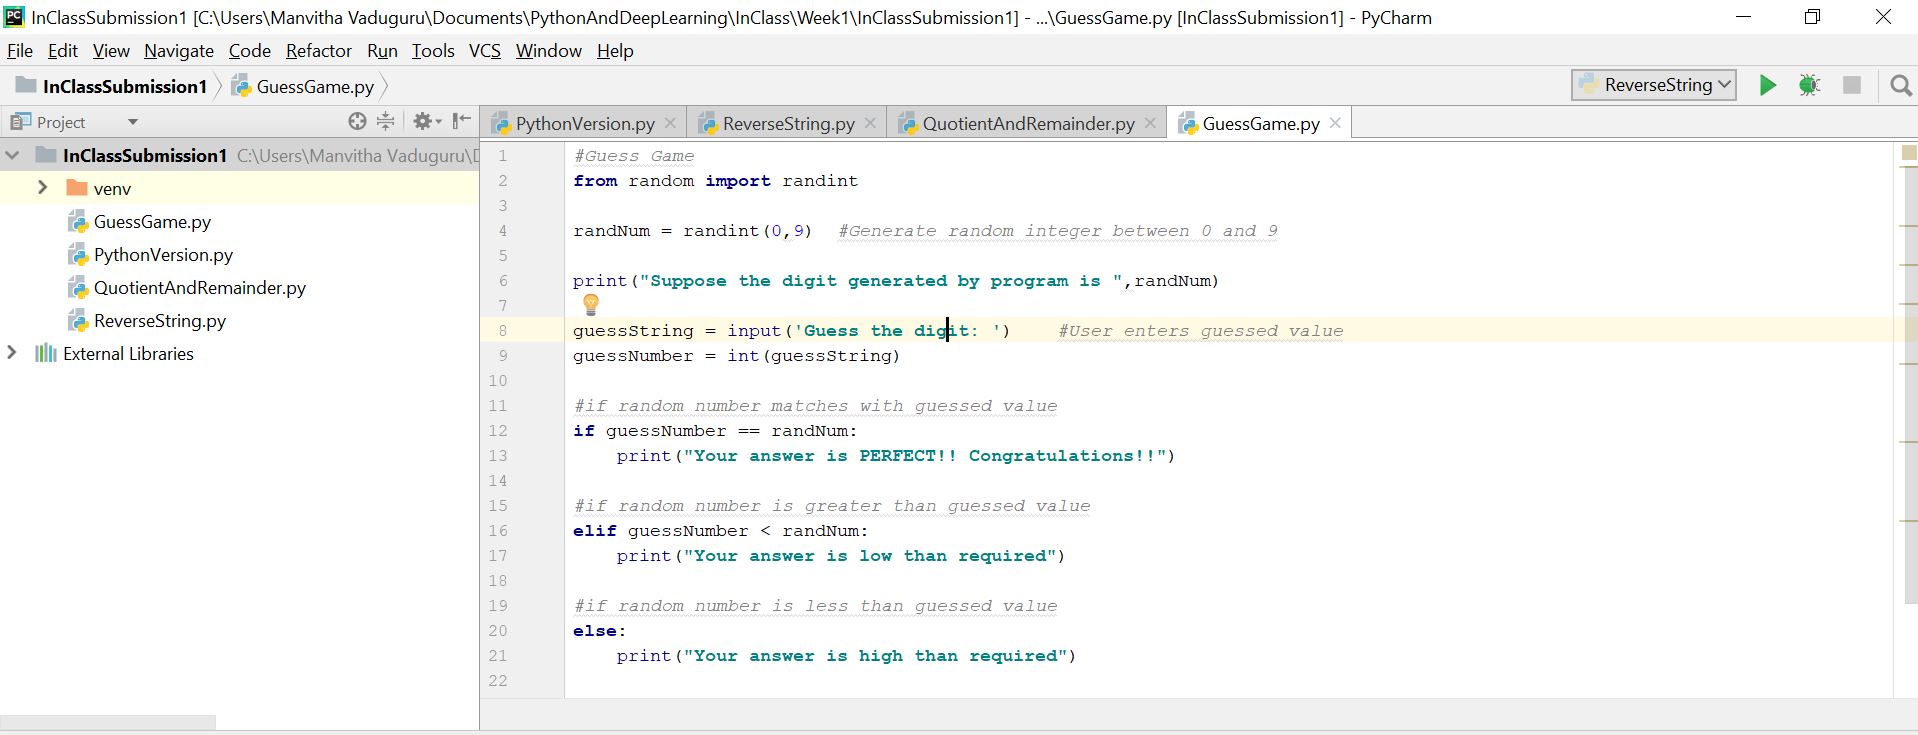 PC InClassSubmission1 [C:\Users\Manvitha Vaduguru\Documents\PythonAndDeepLearning\InClass\Week1\InClassSubmission1] - ...\GuessGame.py [InClassSubmission1] - PyCharm
File Edit View Navigate Code Refactor Run Tools VCS Window Help
InClassSubmission1 GuessGame.py ReverseString
Project
PythonVersion.py ReverseString.py QuotientAndRemainder.py GuessGame.py
InClassSubmission1 C:\Users\Manvitha Vaduguru\
venv
GuessGame.py
PythonVersion.py
QuotientAndRemainder.py
ReverseString.py
External Libraries
1 #Guess Game
2 from random import randint
3
4 randNum = randint(0,9) #Generate random integer between 0 and 9
5
6 print("Suppose the digit generated by program is ",randNum)
7
8 guessString = input('Guess the digit: ') #User enters guessed value
9 guessNumber = int(guessString)
10
11 #if random number matches with guessed value
12 if guessNumber == randNum:
13 print("Your answer is PERFECT!! Congratulations!!")
14
15 #if random number is greater than guessed value
16 elif guessNumber < randNum:
17 print("Your answer is low than required")
18
19 #if random number is less than guessed value
20 else:
21 print("Your answer is high than required")
22